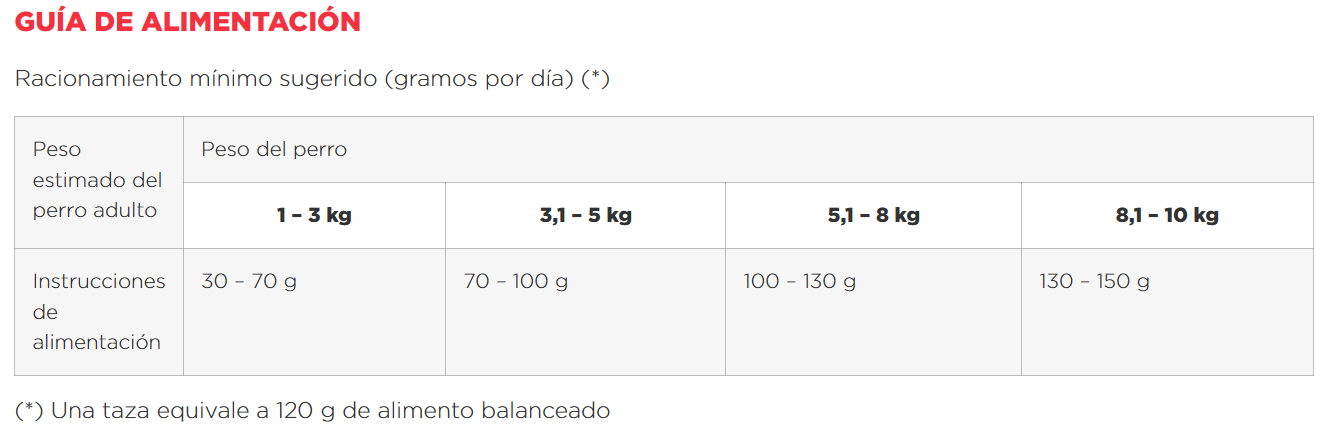 GUÍA DE ALIMENTACIÓN
Racionamiento mínimo sugerido (gramos por día) (*)
Peso
estimado del
perro adulto
Peso del perro
1 – 3 kg
3,1 – 5 kg
5,1 – 8 kg
8,1 – 10 kg
Instrucciones
de
alimentación
30 – 70 g
70 – 100 g
100 – 130 g
130 – 150 g
(*) Una taza equivale a 120 g de alimento balanceado